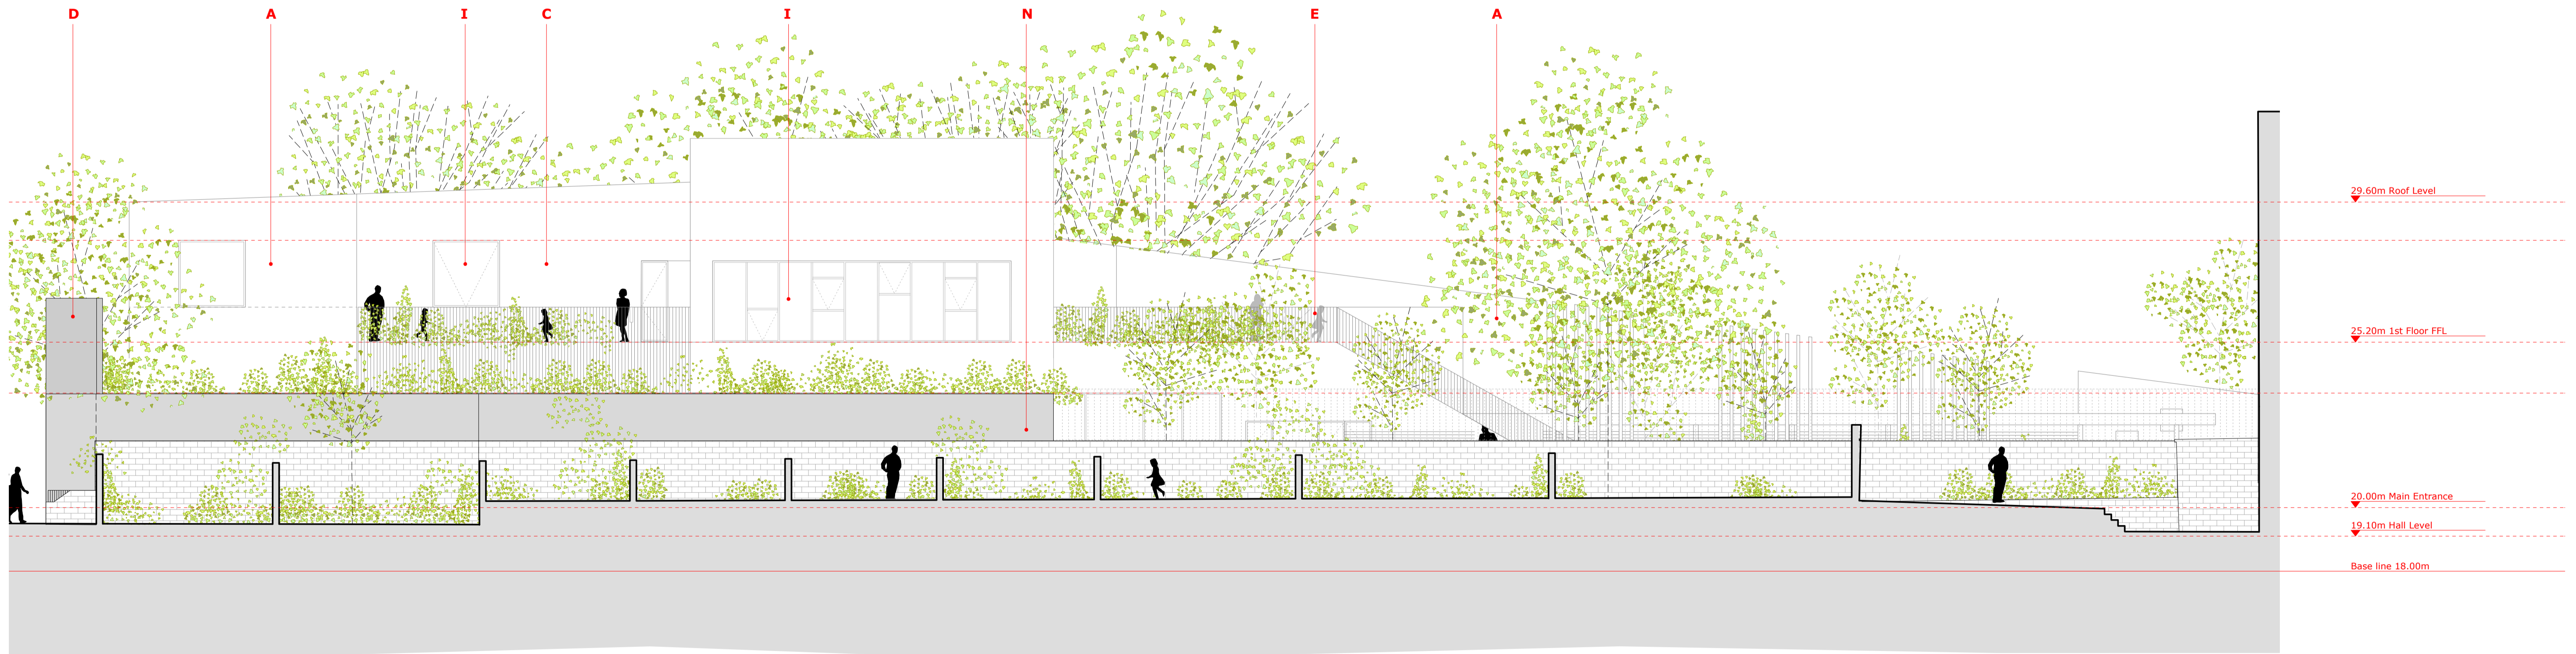 D A I C I N E A
29.60m Roof Level
25.20m 1st Floor FFL
20.00m Main Entrance
19.10m Hall Level
Base line 18.00m